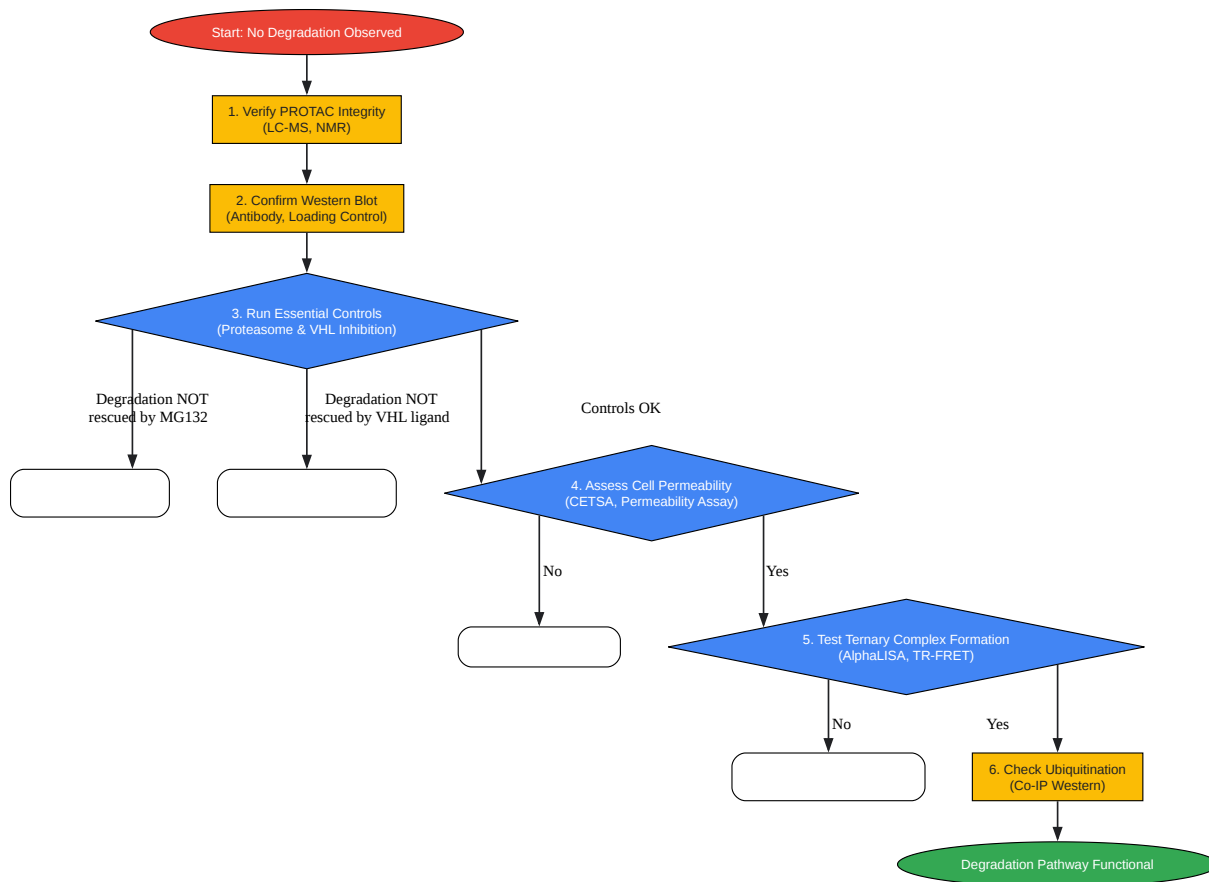 Start: No Degradation Observed
1. Verify PROTAC Integrity
(LC-MS, NMR)
2. Confirm Western Blot
(Antibody, Loading Control)
3. Run Essential Controls
(Proteasome & VHL Inhibition)
Degradation NOT
rescued by MG132
Degradation NOT
rescued by VHL ligand
Controls OK
4. Assess Cell Permeability
(CETSA, Permeability Assay)
No
Yes
5. Test Ternary Complex Formation
(AlphaLISA, TR-FRET)
No
Yes
6. Check Ubiquitination
(Co-IP Western)
Degradation Pathway Functional